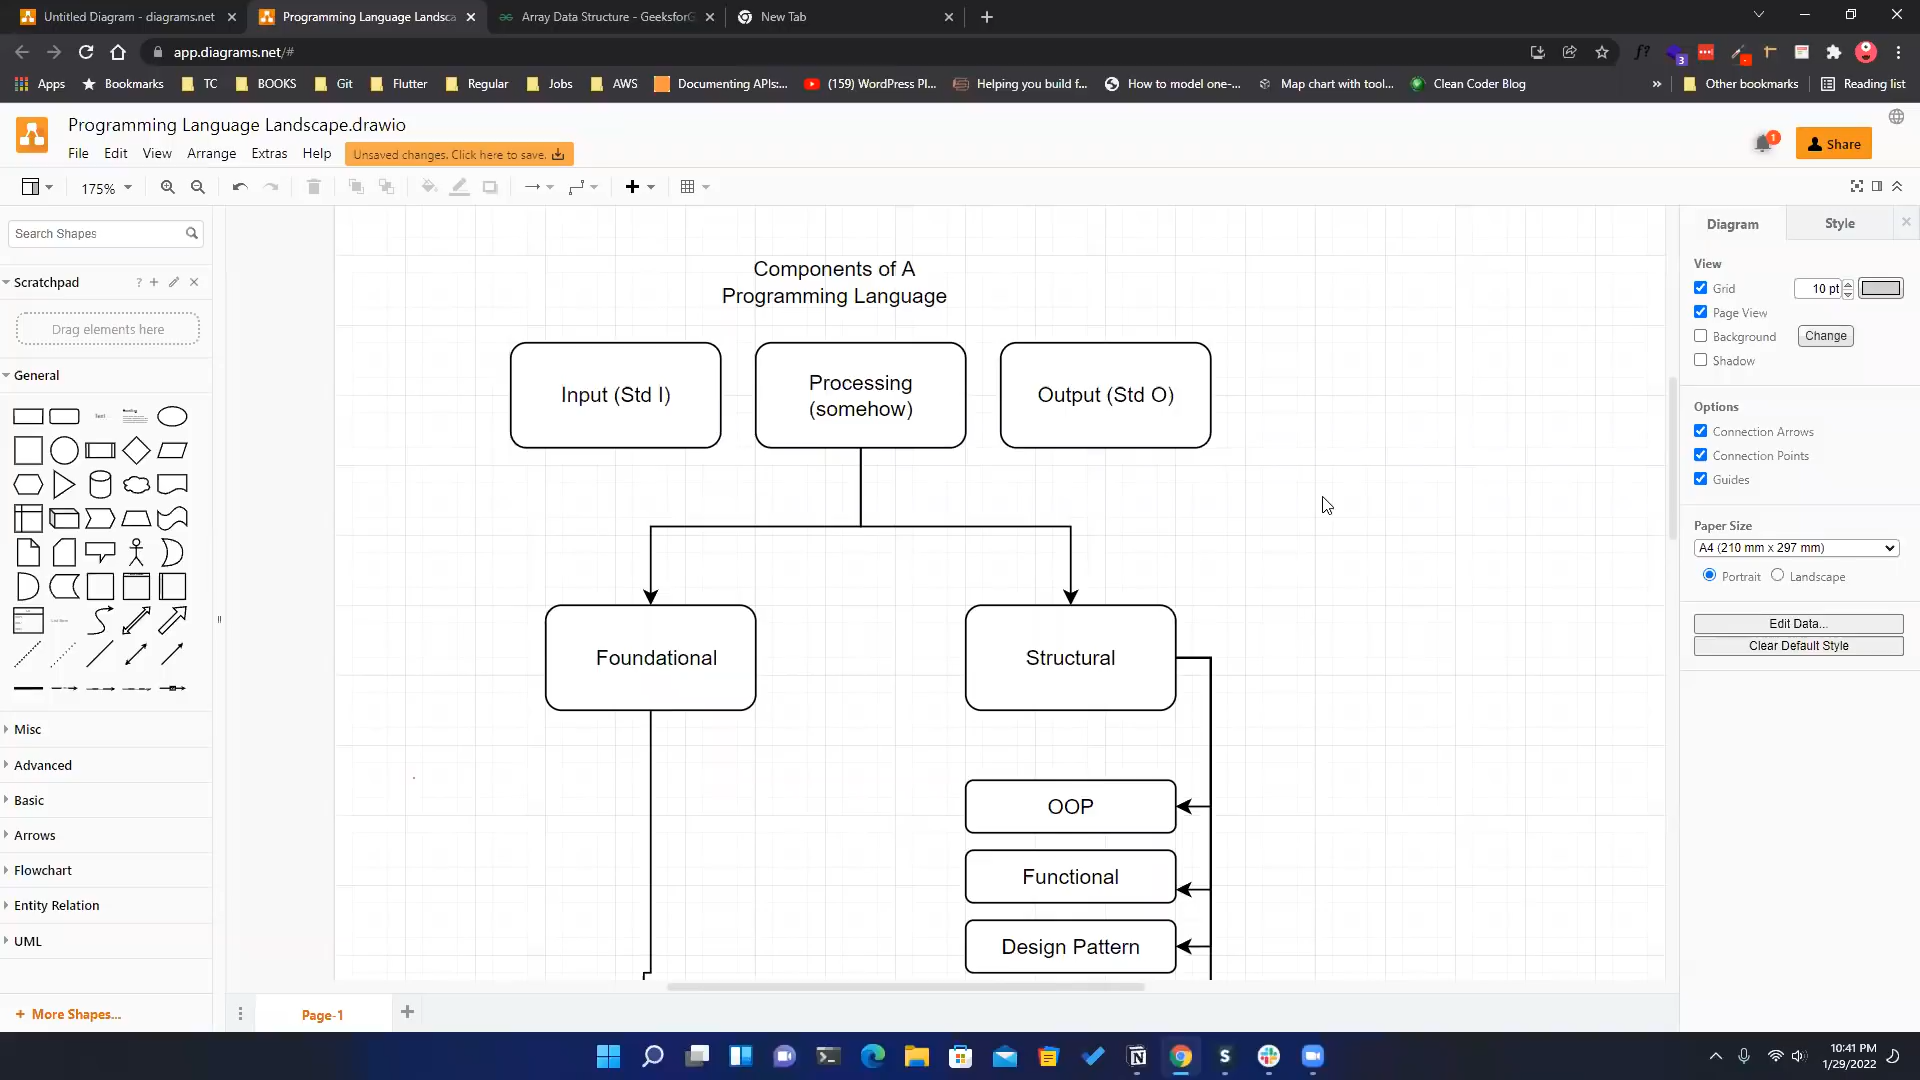 Untitled Diagram - diagrams.net
Programming Language Landsca
Array Data Structure - GeeksforG
New Tab
app.diagrams.net/#
Apps
Bookmarks
TC
BOOKS
Git
Flutter
Regular
Jobs
AWS
Documenting APIs:...
(159) WordPress Pl...
Helping you build f...
How to model one-...
Map chart with tool...
Clean Coder Blog
Other bookmarks
Reading list
Programming Language Landscape.drawio
File
Edit
View
Arrange
Extras
Help
Unsaved changes. Click here to save.
1
Share
175%
Search Shapes
Scratchpad
Drag elements here
General
Misc
Advanced
Basic
Arrows
Flowchart
Entity Relation
UML
More Shapes...
Components of A
Programming Language
Input (Std I)
Processing
(somehow)
Output (Std O)
Foundational
Structural
OOP
Functional
Design Pattern
Page-1
Diagram
Style
View
Grid
10 pt
Page View
Background
Change
Shadow
Options
Connection Arrows
Connection Points
Guides
Paper Size
A4 (210 mm x 297 mm)
Portrait
Landscape
Edit Data...
Clear Default Style
10:41 PM
1/29/2022